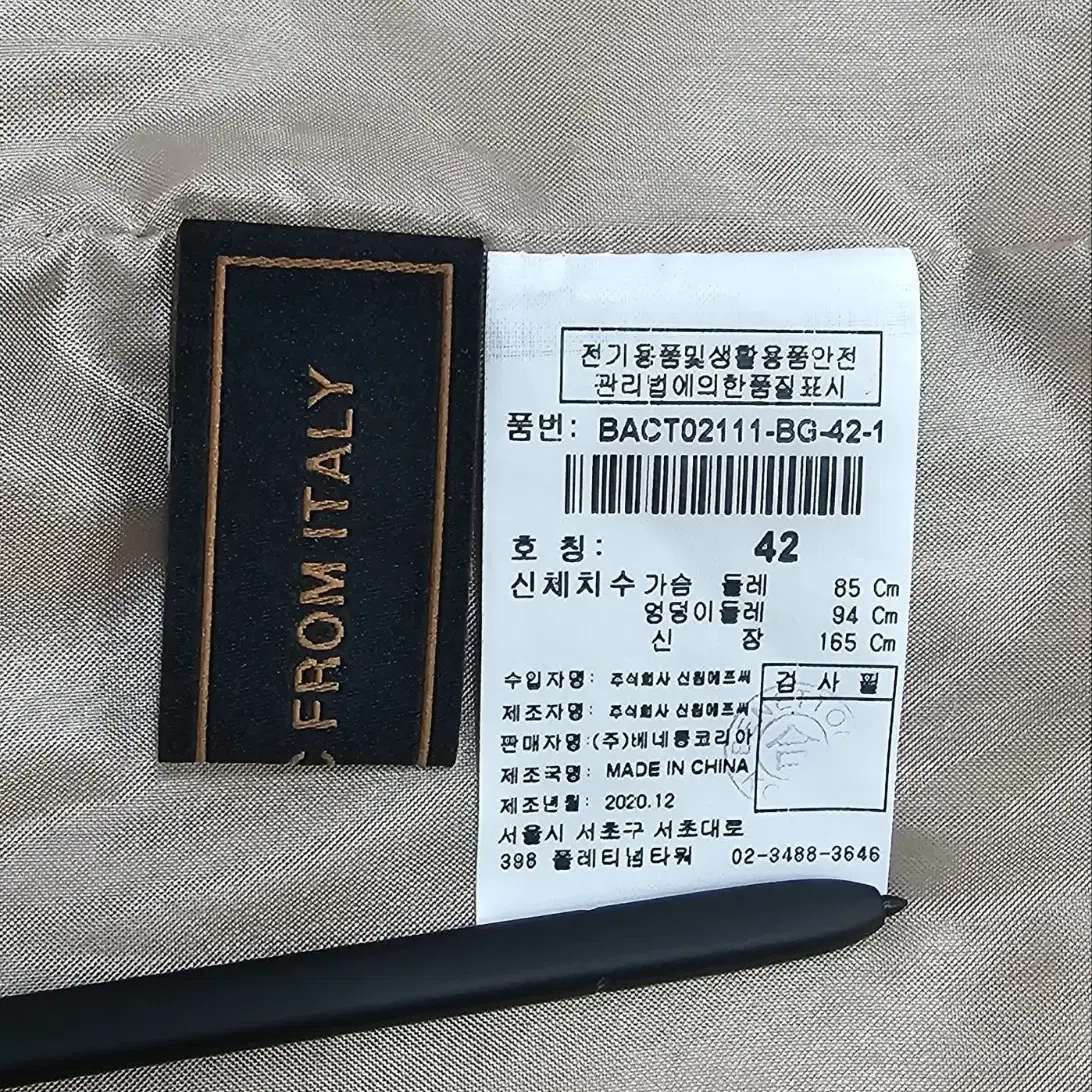 FROM ITALY
전기용품및생활용품안전
관리법에의한품질표시
품번: BACT02111-BG-42-1
호 칭: 42
신체치수 가슴 둘레 85 Cm
엉덩이둘레 94 Cm
신 장 165 Cm
수입자명: 주식회사 신원에프씨
제조자명: 주식회사 신원에프씨
판매자명:(주)베네통코리아
제조국명: MADE IN CHINA
제조년월: 2020.12
서울시 서초구 서초대로
398 플레티넘타워 02-3488-3646
검 사 필
합